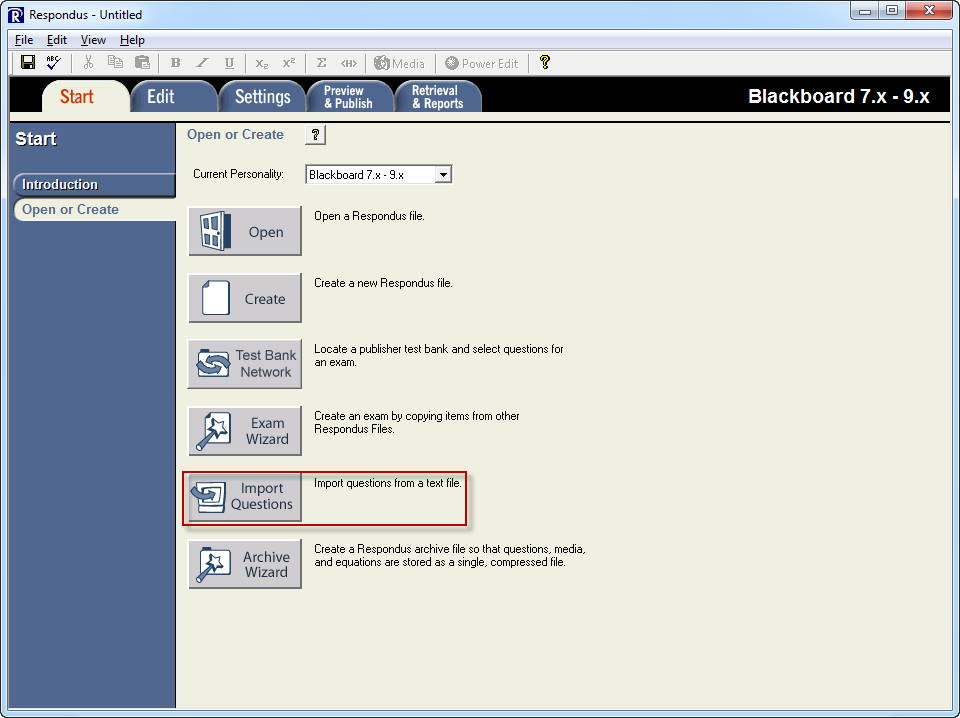 Respondus - Untitled
File Edit View Help
ABC B I U X₂ X² Σ <H> Media Power Edit ?
Start Edit Settings Preview & Publish Retrieval & Reports Blackboard 7.x - 9.x
Start
Introduction
Open or Create
Open or Create ?
Current Personality: Blackboard 7.x - 9.x
Open
Open a Respondus file.
Create
Create a new Respondus file.
Test Bank
Network
Locate a publisher test bank and select questions for
an exam.
Exam
Wizard
Create an exam by copying items from other
Respondus Files.
Import
Questions
Import questions from a text file.
Archive
Wizard
Create a Respondus archive file so that questions, media,
and equations are stored as a single, compressed file.